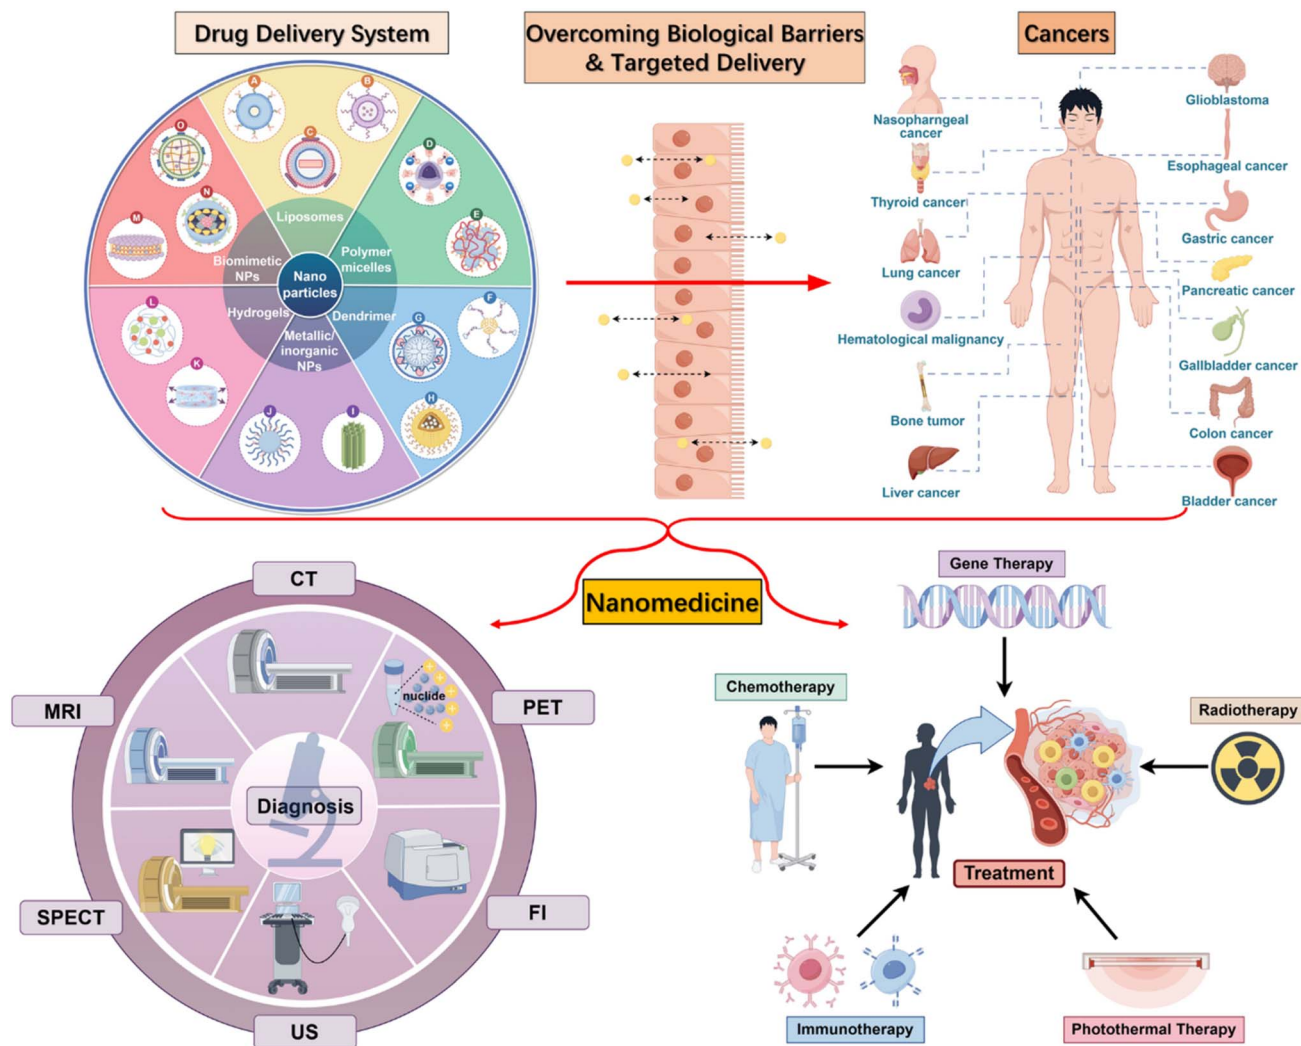 Drug Delivery System
Overcoming Biological Barriers
& Targeted Delivery
Cancers
A
B
C
D
E
F
G
H
I
J
K
L
M
N
O
Liposomes
Polymer
micelles
Dendrimer
Metallic/
inorganic
NPs
Hydrogels
Biomimetic
NPs
Nano
particles
Nasopharngeal
cancer
Thyroid cancer
Lung cancer
Hematological malignancy
Bone tumor
Liver cancer
Glioblastoma
Esophageal cancer
Gastric cancer
Pancreatic cancer
Gallbladder cancer
Colon cancer
Bladder cancer
Nanomedicine
CT
MRI
PET
nuclide
Diagnosis
SPECT
FI
US
Gene Therapy
Chemotherapy
Radiotherapy
Treatment
Immunotherapy
Photothermal Therapy